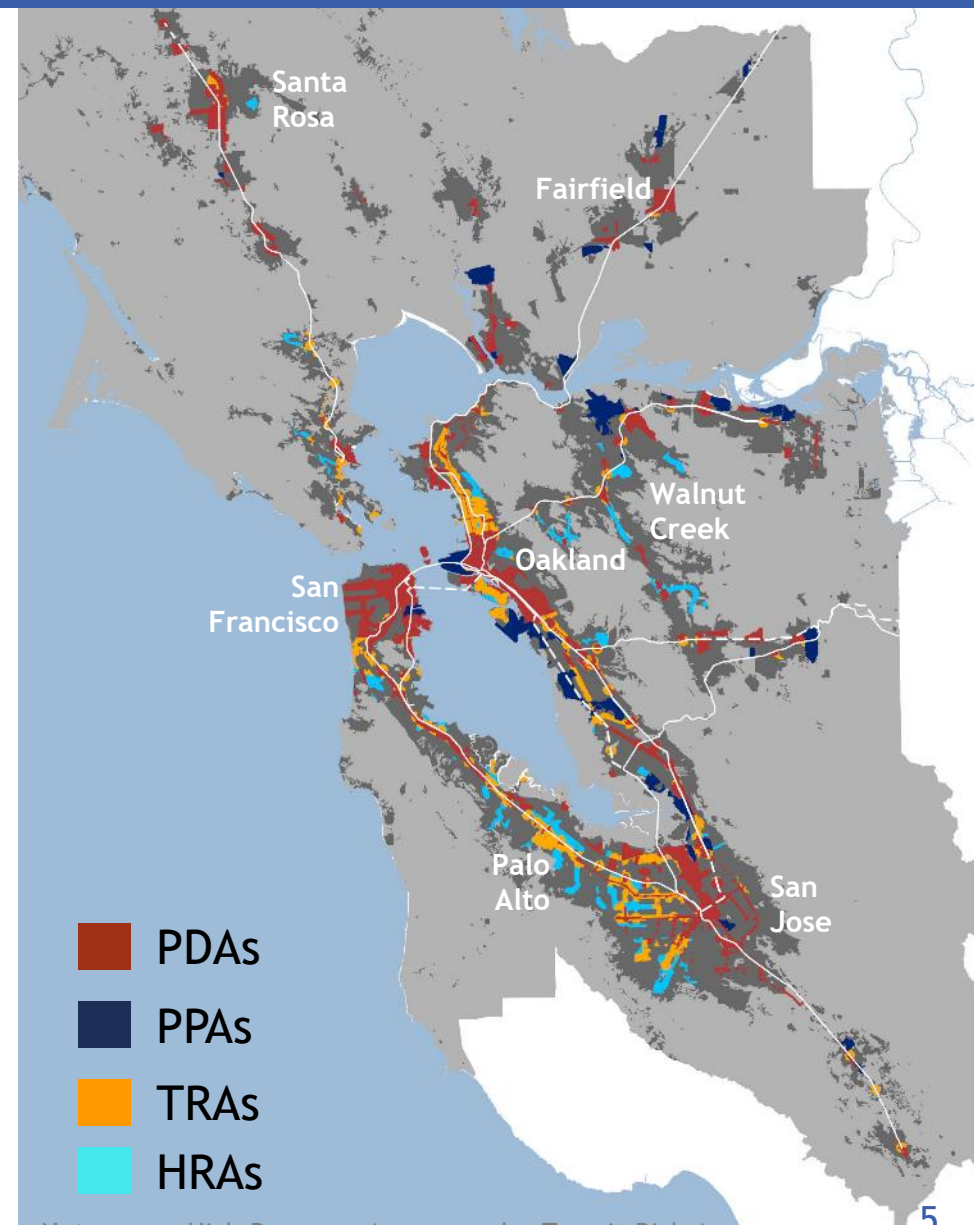 Santa
Rosa
Fairfield
Walnut
Creek
Oakland
San
Francisco
Palo
Alto
San
Jose
PDAs
PPAs
TRAs
HRAs
5